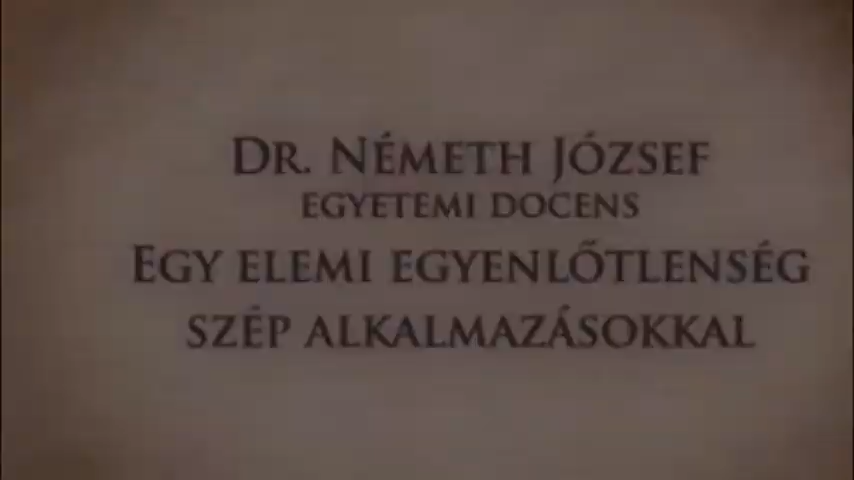 Dr. Németh József
egyetemi docens
Egy elemi egyenlőtlenség
szép alkalmazásokkal